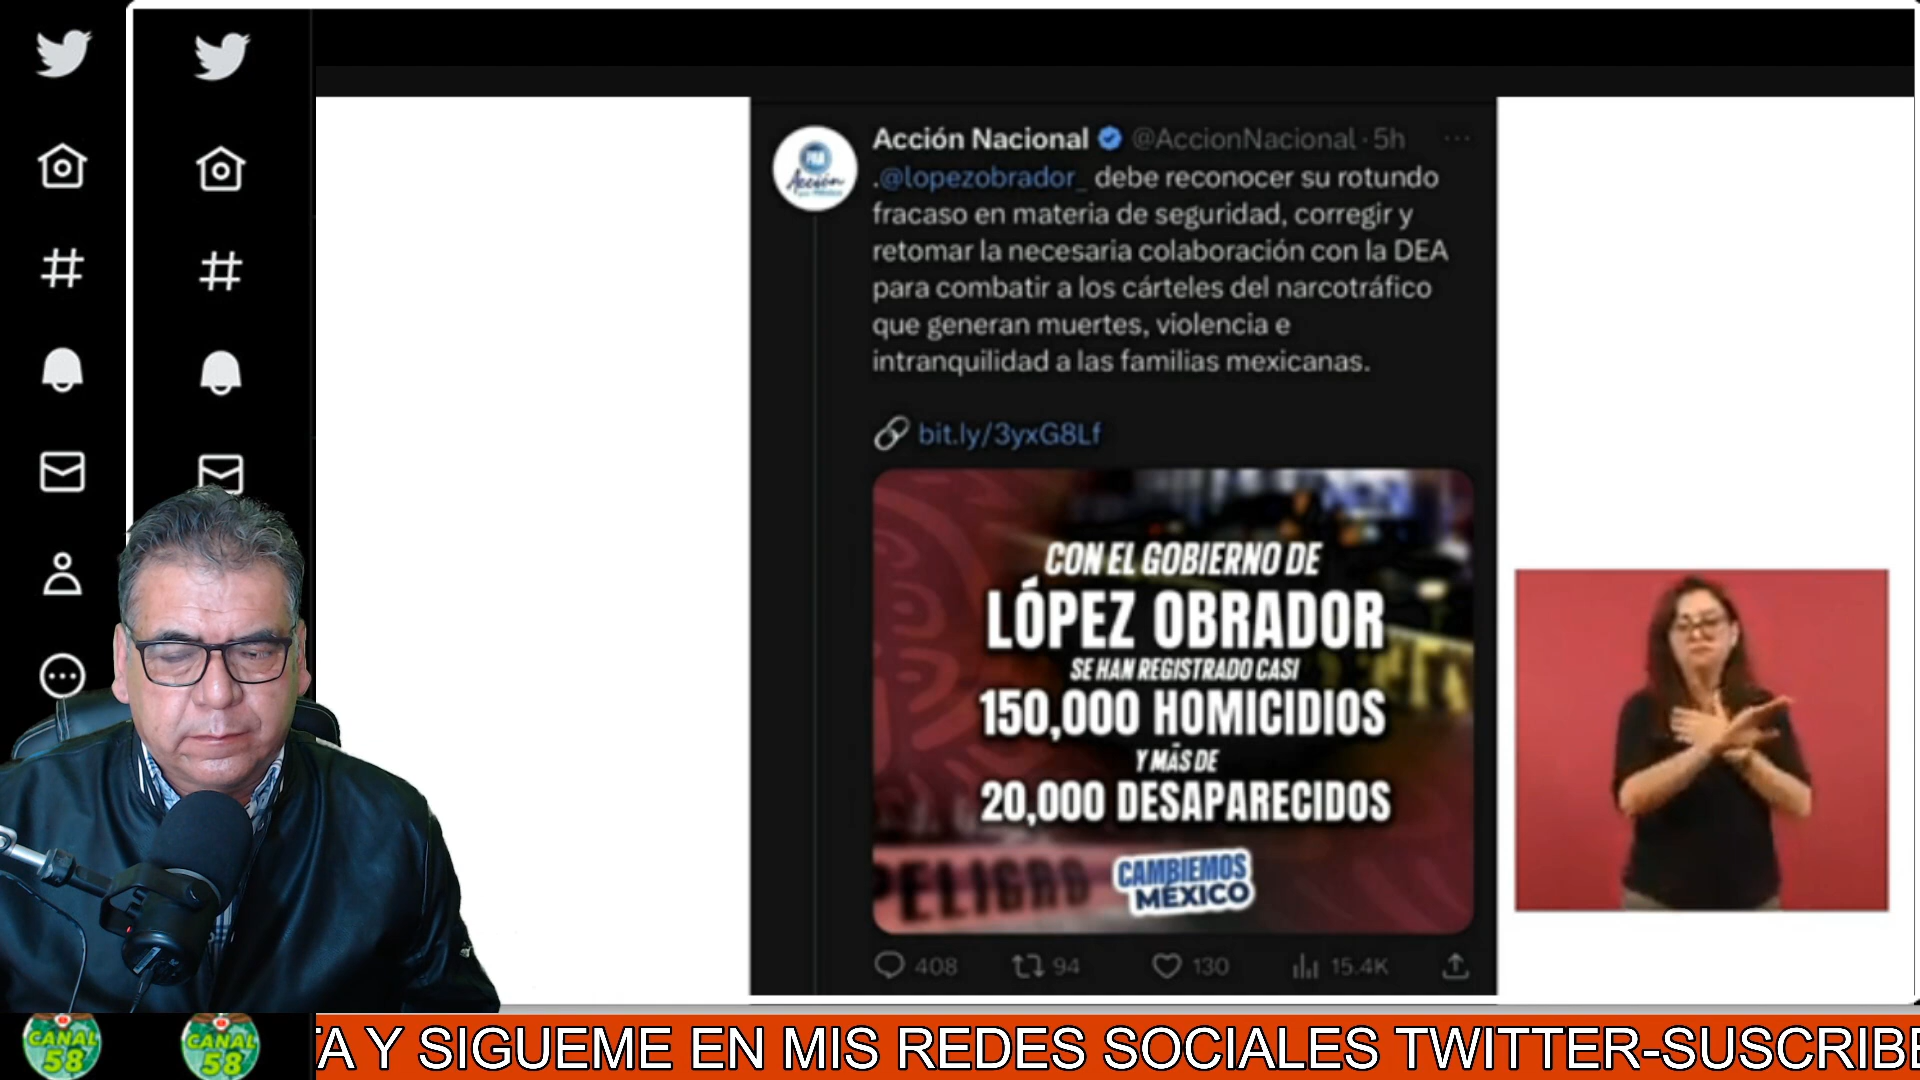 Acción Nacional @AccionNacional · 5h
.@lopezobrador_ debe reconocer su rotundo
fracaso en materia de seguridad, corregir y
retomar la necesaria colaboración con la DEA
para combatir a los cárteles del narcotráfico
que generan muertes, violencia e
intranquilidad a las familias mexicanas.
bit.ly/3yxG8Lf
PAN
Acción
CON EL GOBIERNO DE
LÓPEZ OBRADOR
SE HAN REGISTRADO CASI
150,000 HOMICIDIOS
Y MÁS DE
20,000 DESAPARECIDOS
PELIGRO
CAMBIEMOS
MÉXICO
408 94 130 15.4K
CANAL
58
CANAL
58
TA Y SIGUEME EN MIS REDES SOCIALES TWITTER-SUSCRIBE